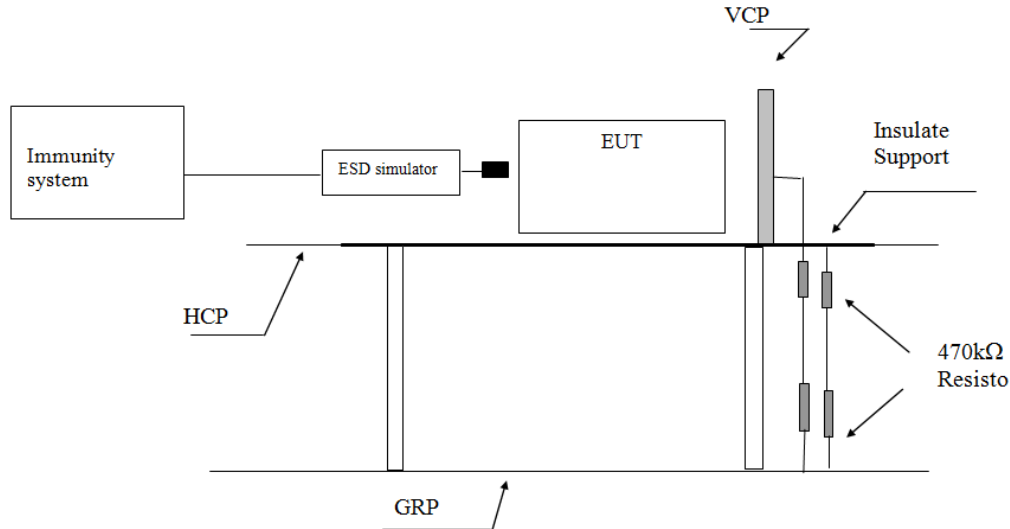 VCP
Immunity
system
ESD simulator
EUT
Insulate
Support
HCP
470kΩ
Resisto
GRP